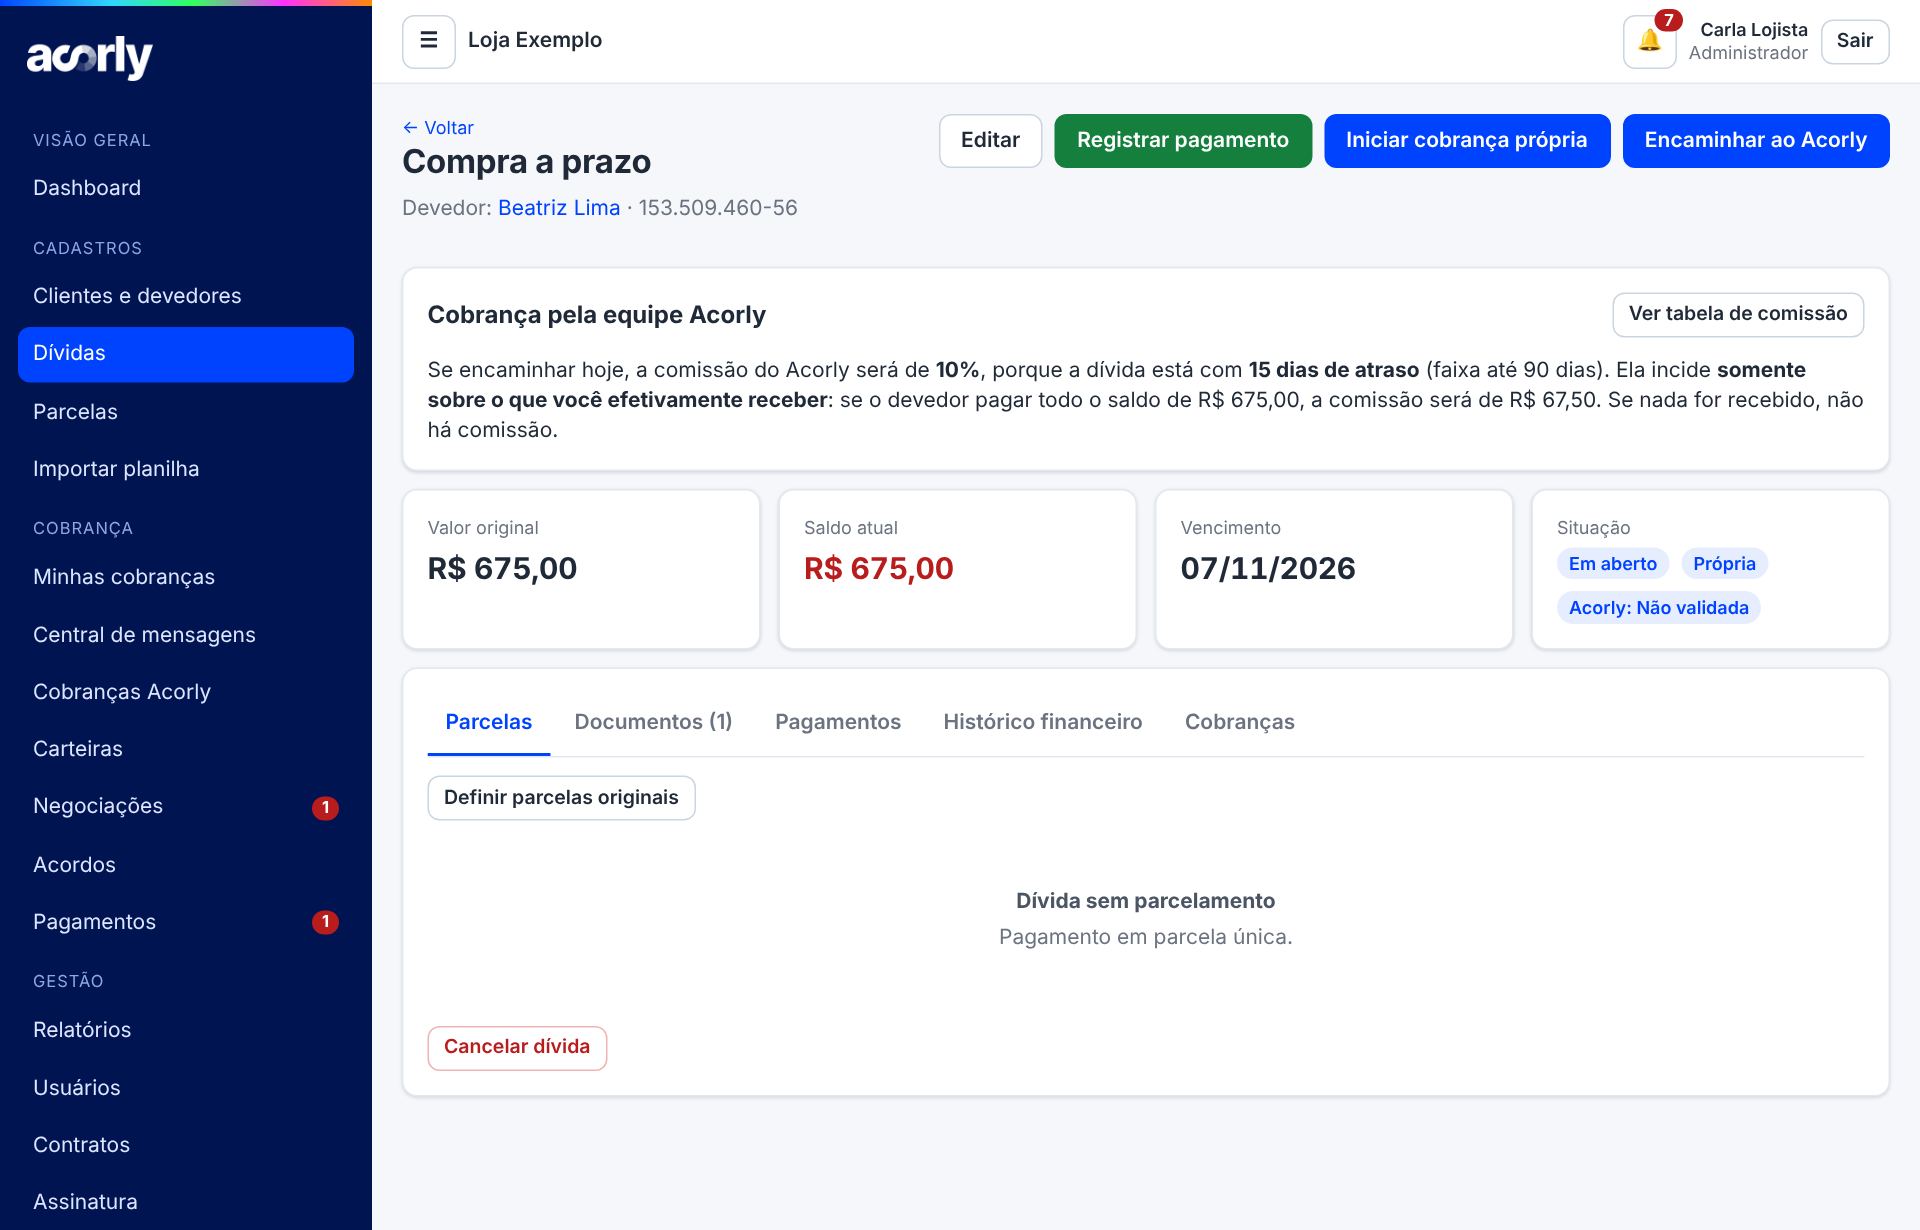 acorly
VISÃO GERAL
Dashboard
CADASTROS
Clientes e devedores
Dívidas
Parcelas
Importar planilha
COBRANÇA
Minhas cobranças
Central de mensagens
Cobranças Acorly
Carteiras
Negociações 1
Acordos
Pagamentos 1
GESTÃO
Relatórios
Usuários
Contratos
Assinatura
☰ Loja Exemplo
7
Carla Lojista
Administrador
Sair
← Voltar
Compra a prazo
Devedor: Beatriz Lima · 153.509.460-56
Editar
Registrar pagamento
Iniciar cobrança própria
Encaminhar ao Acorly
Cobrança pela equipe Acorly
Ver tabela de comissão
Se encaminhar hoje, a comissão do Acorly será de 10%, porque a dívida está com 15 dias de atraso (faixa até 90 dias). Ela incide somente
sobre o que você efetivamente receber: se o devedor pagar todo o saldo de R$ 675,00, a comissão será de R$ 67,50. Se nada for recebido, não
há comissão.
Valor original
R$ 675,00
Saldo atual
R$ 675,00
Vencimento
07/11/2026
Situação
Em aberto Própria
Acorly: Não validada
Parcelas Documentos (1) Pagamentos Histórico financeiro Cobranças
Definir parcelas originais
Dívida sem parcelamento
Pagamento em parcela única.
Cancelar dívida